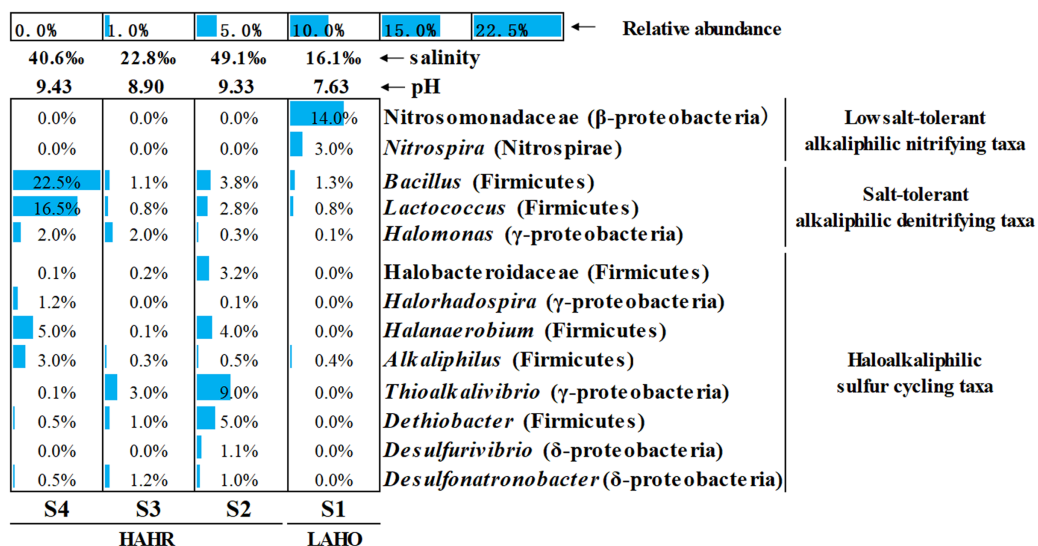 0.0% 1.0% 5.0% 10.0% 15.0% 22.5% Relative abundance
40.6‰ 22.8‰ 49.1‰ 16.1‰ salinity
9.43 8.90 9.33 7.63 pH
0.0% 0.0% 0.0% 14.0% Nitrosomonadaceae (β-proteobacteria)
0.0% 0.0% 0.0% 3.0% Nitrospira (Nitrospirae)
Low salt-tolerant
alkaliphilic nitrifying taxa
22.5% 1.1% 3.8% 1.3% Bacillus (Firmicutes)
16.5% 0.8% 2.8% 0.8% Lactococcus (Firmicutes)
2.0% 2.0% 0.3% 0.1% Halomonas (γ-proteobacteria)
Salt-tolerant
alkaliphilic denitrifying taxa
0.1% 0.2% 3.2% 0.0% Halobacteroidaceae (Firmicutes)
1.2% 0.0% 0.1% 0.0% Halorhadospira (γ-proteobacteria)
5.0% 0.1% 4.0% 0.0% Halanaerobium (Firmicutes)
3.0% 0.3% 0.5% 0.4% Alkaliphilus (Firmicutes)
0.1% 3.0% 9.0% 0.0% Thioalkalivibrio (γ-proteobacteria)
0.5% 1.0% 5.0% 0.0% Dethiobacter (Firmicutes)
0.0% 0.0% 1.1% 0.0% Desulfurivibrio (δ-proteobacteria)
0.5% 1.2% 1.0% 0.0% Desulfonatronobacter (δ-proteobacteria)
Haloalkaliphilic
sulfur cycling taxa
S4 S3 S2 S1
HAHR LAHO